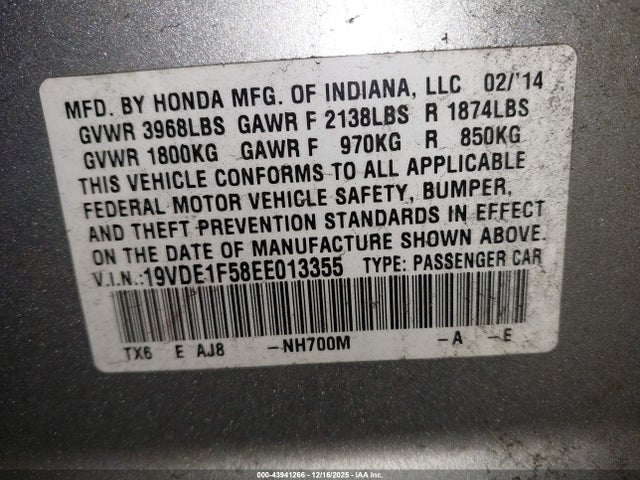 MFD. BY HONDA MFG. OF INDIANA, LLC 02/'14
GVWR 3968LBS GAWR F 2138LBS R 1874LBS
GVWR 1800KG GAWR F 970KG R 850KG
THIS VEHICLE CONFORMS TO ALL APPLICABLE
FEDERAL MOTOR VEHICLE SAFETY, BUMPER,
AND THEFT PREVENTION STANDARDS IN EFFECT
ON THE DATE OF MANUFACTURE SHOWN ABOVE.
V.I.N.:19VDE1F58EE013355 TYPE: PASSENGER CAR
TX6 E AJ8 -NH700M -A -E
000-43941266 - 12/16/2025 - IAA Inc.